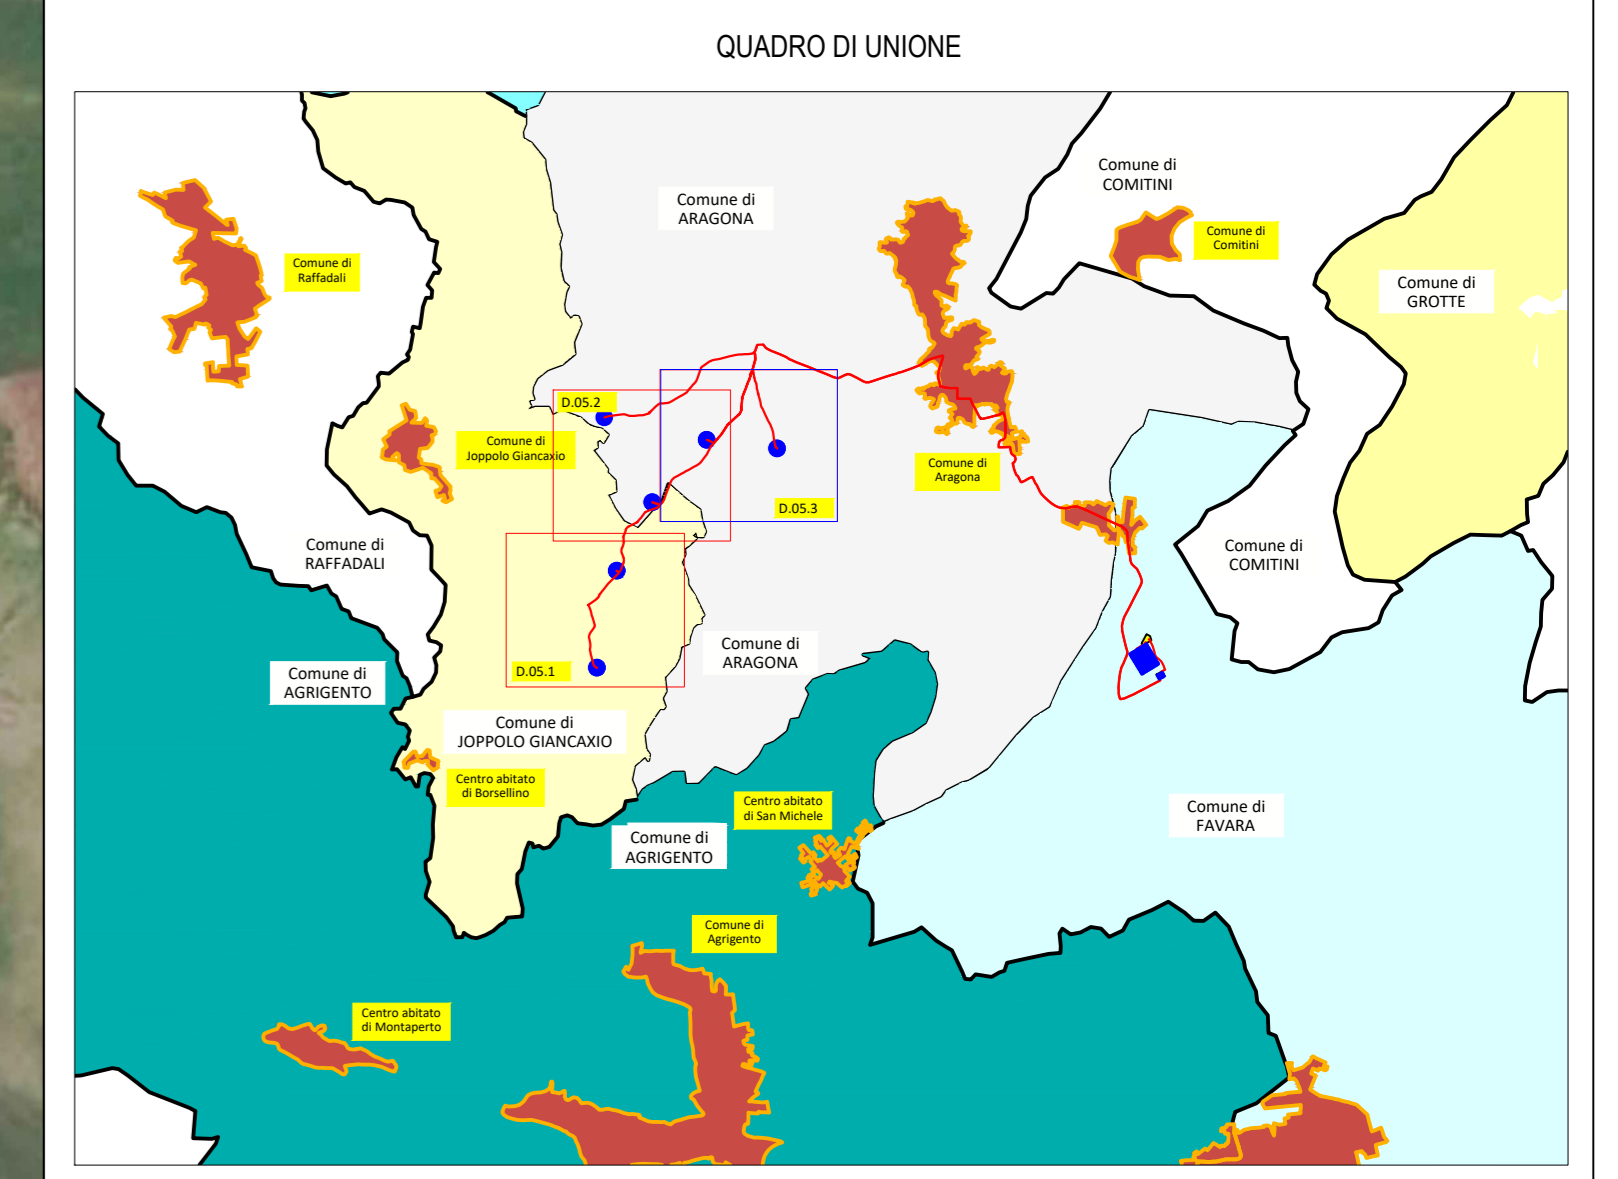 QUADRO DI UNIONE
Comune di
COMITINI
Comune di
ARAGONA
Comune di
Comitini
Comune di
Raffadali
Comune di
GROTTE
D.05.2
Comune di
Joppolo Giancaxio
Comune di
Aragona
D.05.3
Comune di
RAFFADALI
Comune di
COMITINI
Comune di
ARAGONA
D.05.1
Comune di
AGRIGENTO
Comune di
JOPPOLO GIANCAXIO
Centro abitato
di Borsellino
Centro abitato
di San Michele
Comune di
FAVARA
Comune di
AGRIGENTO
Comune di
Agrigento
Centro abitato
di Montaperto